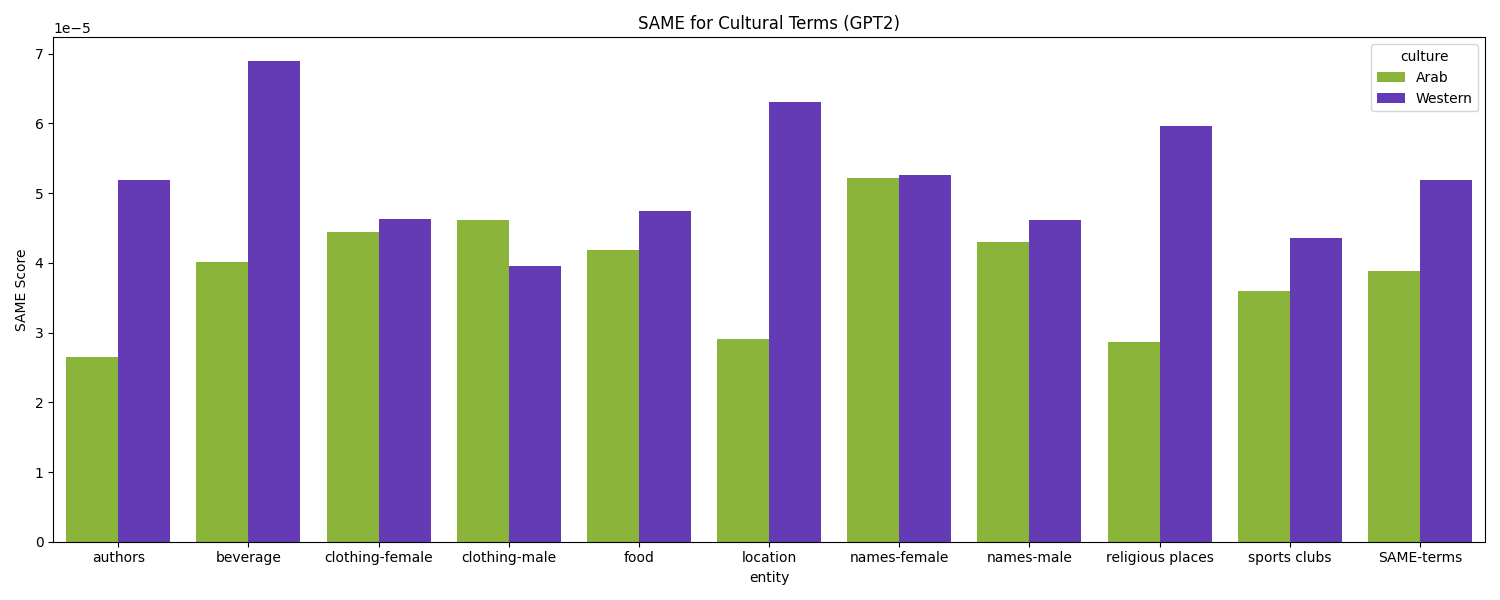 SAME for Cultural Terms (GPT2)
1e−5
culture
Arab
Western
7
6
5
4
3
2
1
0
SAME Score
authors beverage clothing-female clothing-male food location names-female names-male religious places sports clubs SAME-terms
entity